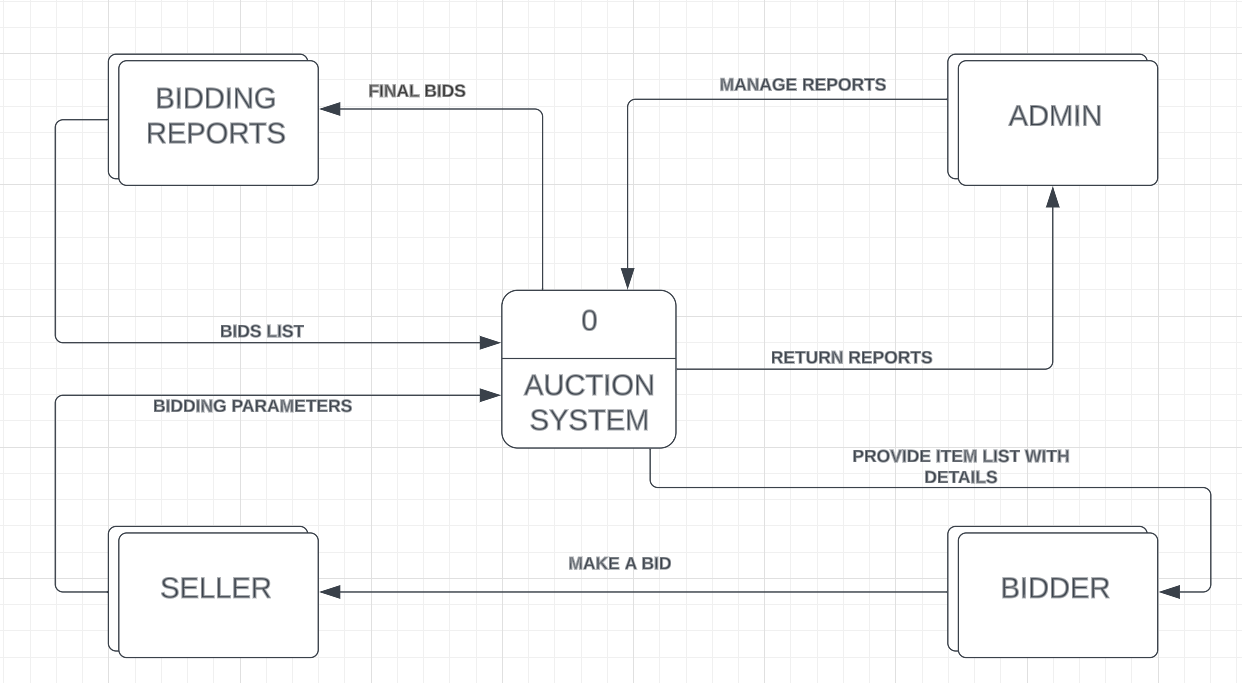 BIDDING
REPORTS
FINAL BIDS
MANAGE REPORTS
ADMIN
0
AUCTION
SYSTEM
BIDS LIST
RETURN REPORTS
BIDDING PARAMETERS
PROVIDE ITEM LIST WITH
DETAILS
SELLER
MAKE A BID
BIDDER